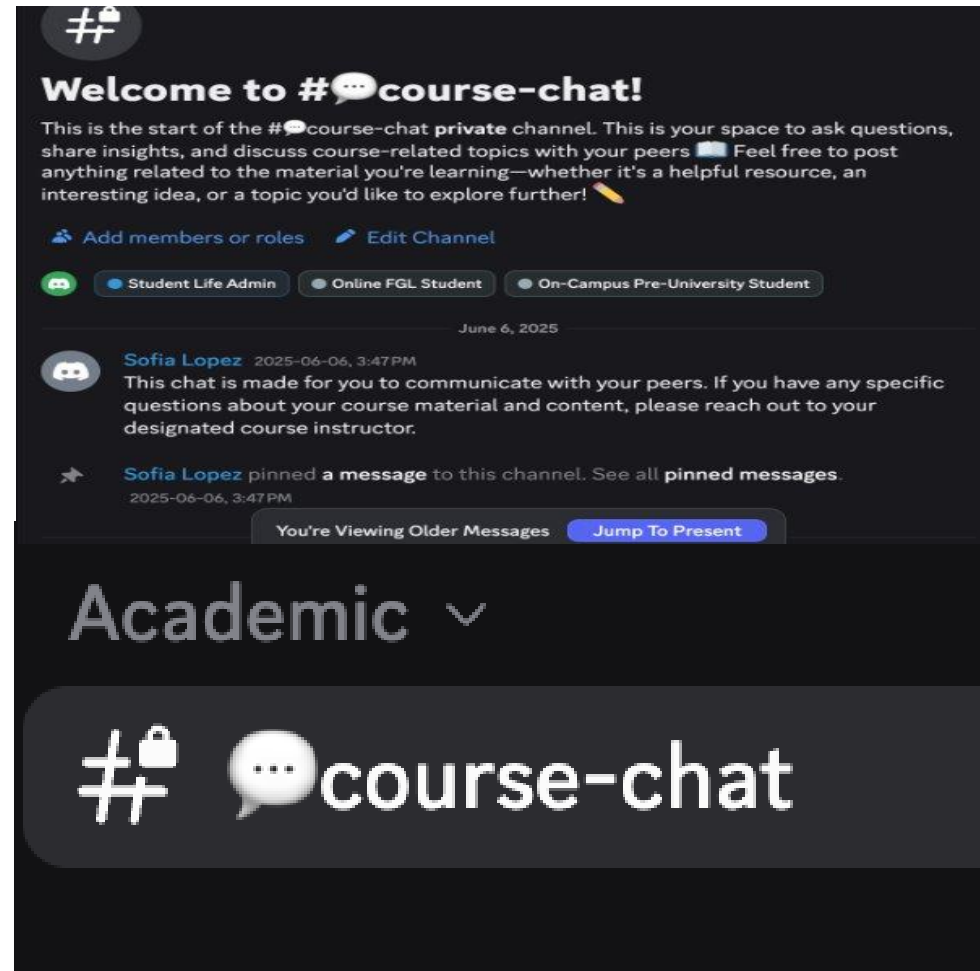 Welcome to #💬course-chat!
This is the start of the #💬course-chat private channel. This is your space to ask questions,
share insights, and discuss course-related topics with your peers 📖 Feel free to post
anything related to the material you're learning—whether it's a helpful resource, an
interesting idea, or a topic you'd like to explore further! ✏️
Add members or roles Edit Channel
Student Life Admin Online FGL Student On-Campus Pre-University Student
June 6, 2025
Sofia Lopez 2025-06-06, 3:47 PM
This chat is made for you to communicate with your peers. If you have any specific
questions about your course material and content, please reach out to your
designated course instructor.
Sofia Lopez pinned a message to this channel. See all pinned messages.
2025-06-06, 3:47 PM
You're Viewing Older Messages Jump To Present
Academic
# 💬course-chat